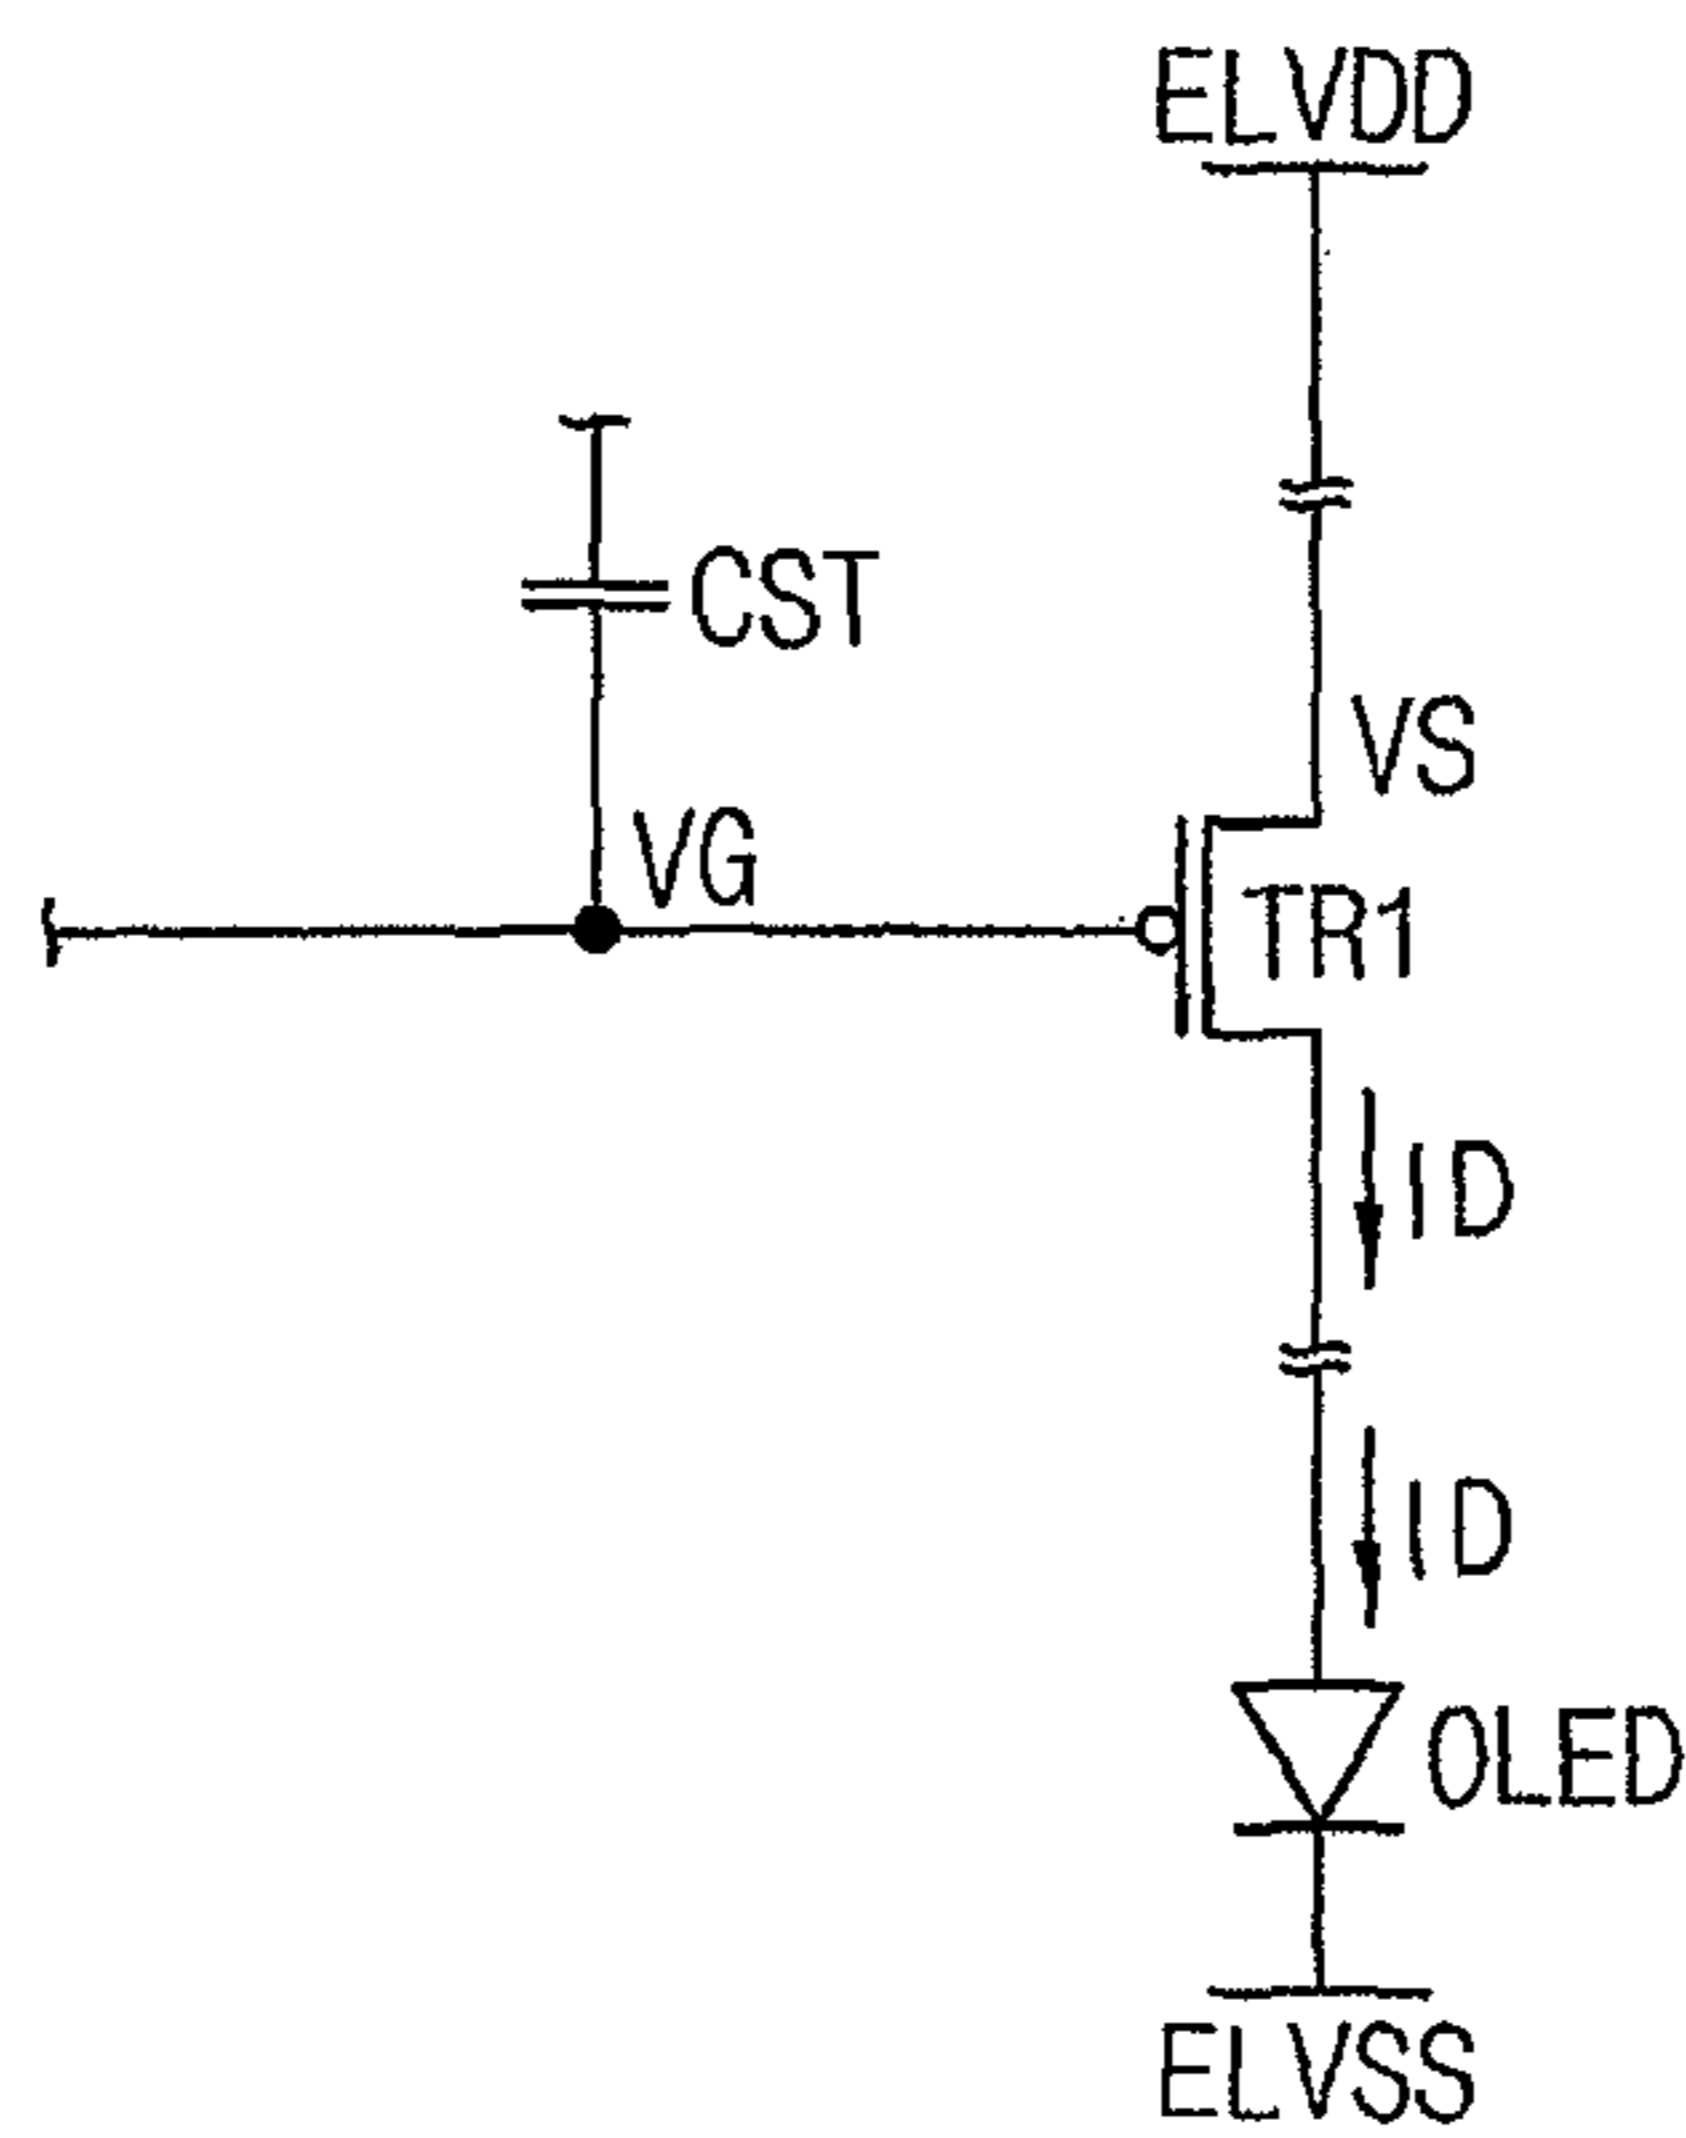 ELVDD
CST
VS
VG
TR1
ID
ID
OLED
ELVSS